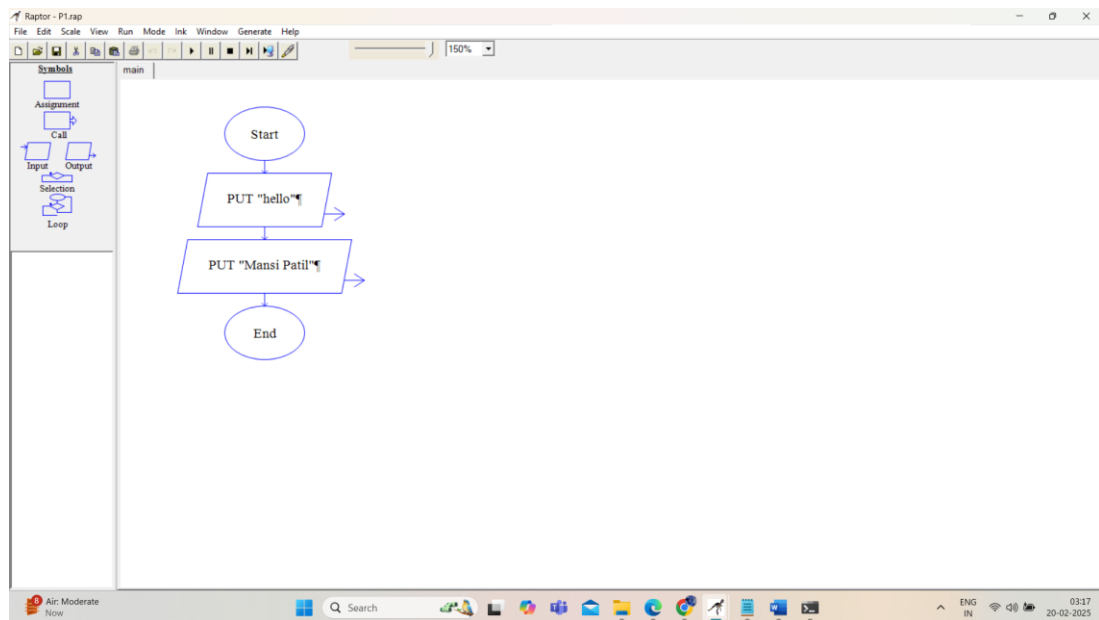 Raptor - P1.rap
File Edit Scale View Run Mode Ink Window Generate Help
150%
Symbols
main
Assignment
Call
Input Output
Selection
Loop
Start
PUT "hello"¶
PUT "Mansi Patil"¶
End
8
Air: Moderate
Now
Search
ENG
IN
03:17
20-02-2025